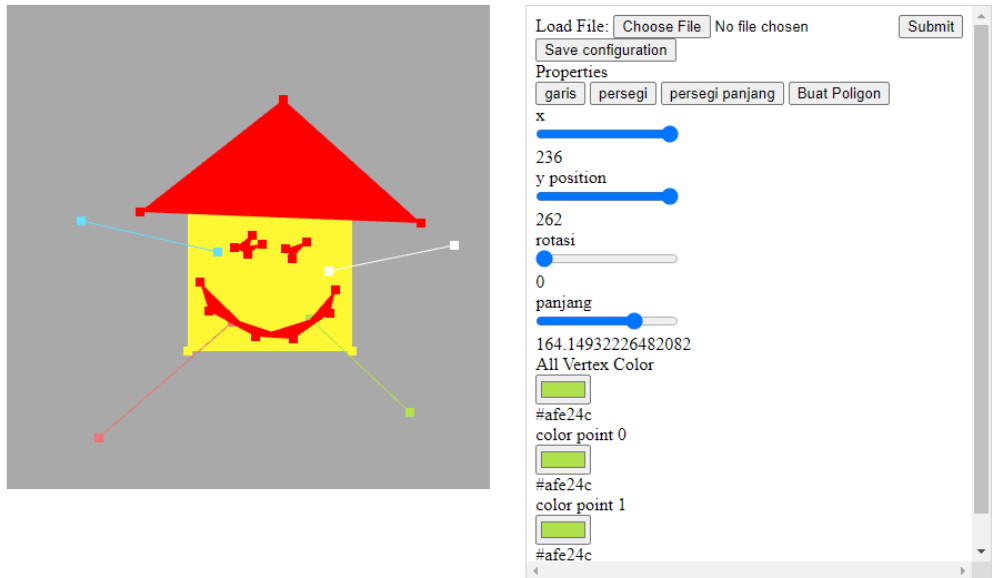 Load File: Choose File No file chosen Submit
Save configuration
Properties
garis persegi persegi panjang Buat Poligon
x
236
y position
262
rotasi
0
panjang
164.14932226482082
All Vertex Color
#afe24c
color point 0
#afe24c
color point 1
#afe24c